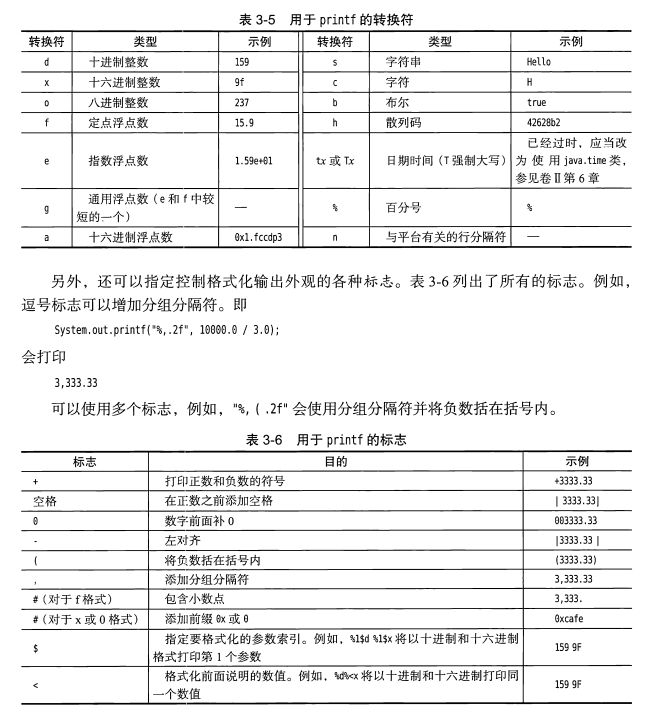 表 3-5 用于 printf 的转换符
转换符 类型 示例 转换符 类型 示例
d 十进制整数 159 s 字符串 Hello
x 十六进制整数 9f c 字符 H
o 八进制整数 237 b 布尔 true
f 定点浮点数 15.9 h 散列码 42628b2
e 指数浮点数 1.59e+01 tx 或 Tx 日期时间（T 强制大写） 已经过时，应当改
为 使 用 java.time 类，
参见卷Ⅱ第 6 章
g 通用浮点数（e 和 f 中较
短的一个） — % 百分号 %
a 十六进制浮点数 0x1.fccdp3 n 与平台有关的行分隔符 —
另外，还可以指定控制格式化输出外观的各种标志。表 3-6 列出了所有的标志。例如，
逗号标志可以增加分组分隔符。即
System.out.printf("%,.2f", 10000.0 / 3.0);
会打印
3,333.33
可以使用多个标志，例如，"%, ( .2f" 会使用分组分隔符并将负数括在括号内。
表 3-6 用于 printf 的标志
标志 目的 示例
+ 打印正数和负数的符号 +3333.33
空格 在正数之前添加空格 | 3333.33|
0 数字前面补 0 003333.33
- 左对齐 |3333.33 |
( 将负数括在括号内 (3333.33)
, 添加分组分隔符 3,333.33
#（对于 f 格式） 包含小数点 3,333.
#（对于 x 或 0 格式） 添加前缀 0x 或 0 0xcafe
$ 指定要格式化的参数索引。例如，%1$d %1$x 将以十进制和十六进制
格式打印第 1 个参数 159 9F
< 格式化前面说明的数值。例如，%d%<x 将以十进制和十六进制打印同
一个数值 159 9F